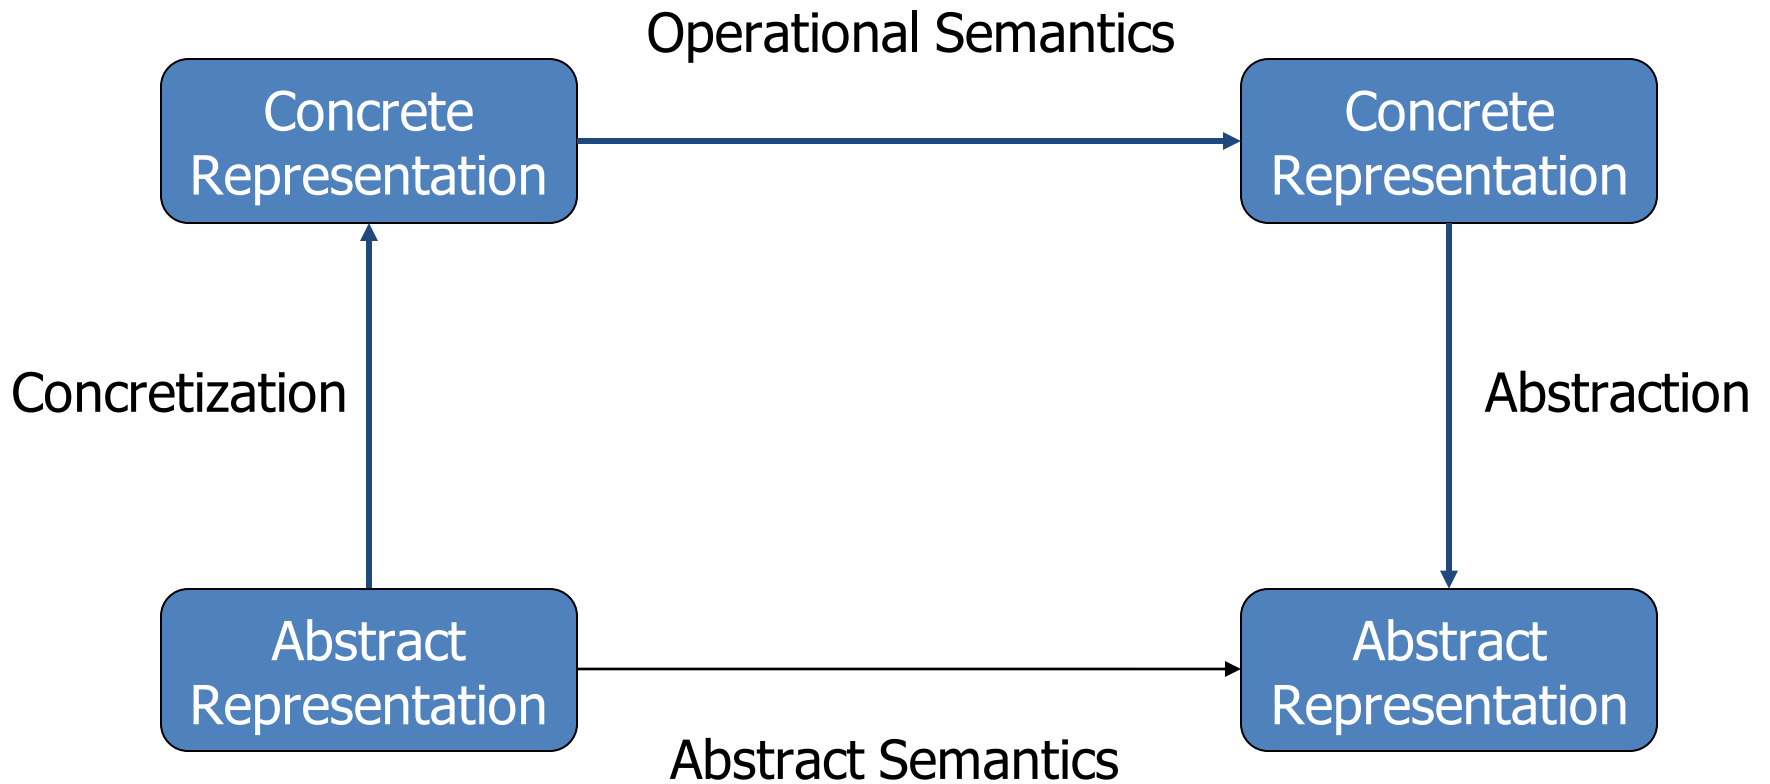 Operational Semantics
Concrete
Representation
Concrete
Representation
Concretization
Abstraction
Abstract
Representation
Abstract
Representation
Abstract Semantics